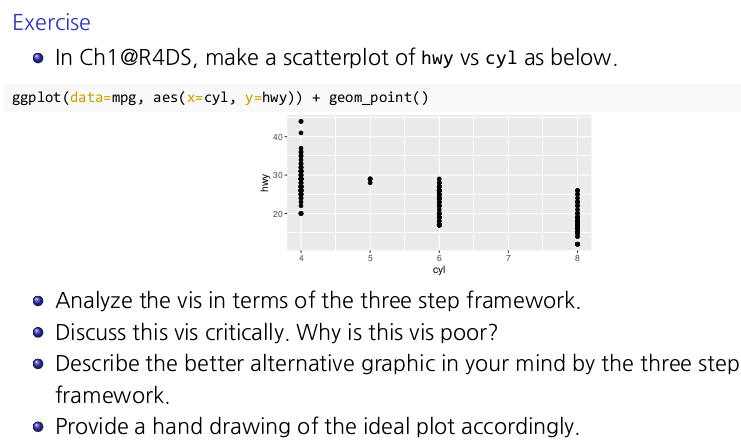 Exercise
In Ch1@R4DS, make a scatterplot of hwy vs cyl as below.
ggplot(data=mpg, aes(x=cyl, y=hwy)) + geom_point()
40
30
20
hwy
4 5 6 7 8
cyl
Analyze the vis in terms of the three step framework.
Discuss this vis critically. Why is this vis poor?
Describe the better alternative graphic in your mind by the three step
framework.
Provide a hand drawing of the ideal plot accordingly.